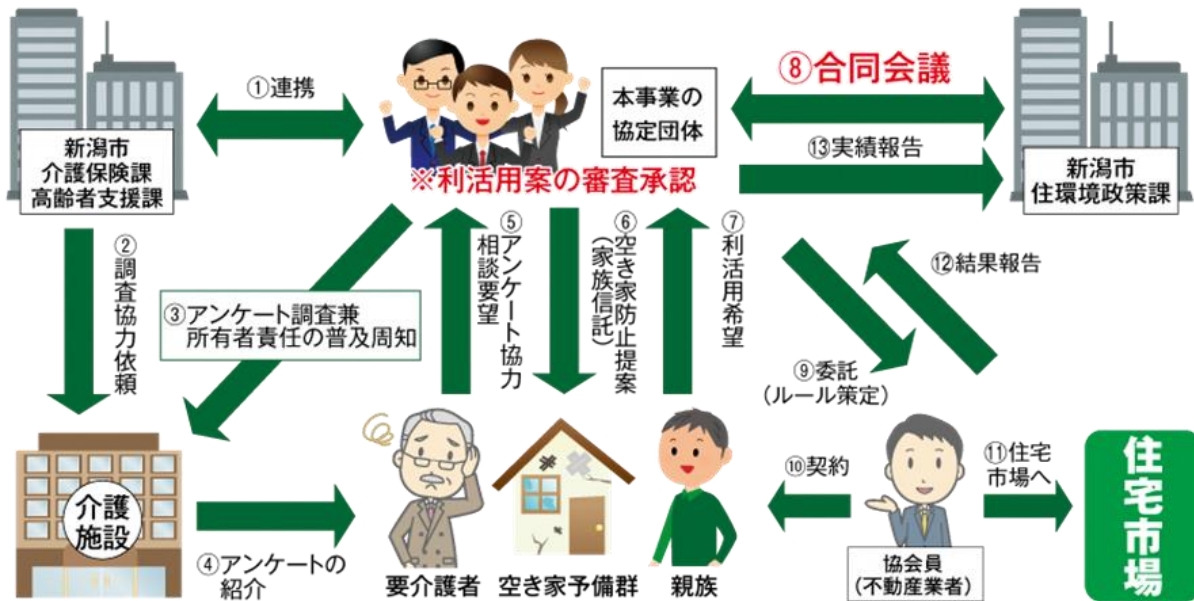 ①連携
本事業の
協定団体
⑧合同会議
⑬実績報告
新潟市
介護保険課
高齢者支援課
※利活用案の審査承認
新潟市
住環境政策課
②調査協力依頼
③アンケート調査兼
所有者責任の普及周知
⑤アンケート協力
相談要望
⑥空き家防止提案
(家族信託)
⑦利活用希望
⑫結果報告
⑨委託
(ルール策定)
介護
施設
④アンケートの
紹介
要介護者
空き家予備群
親族
⑩契約
協会員
(不動産業者)
⑪住宅
市場へ
住宅市場